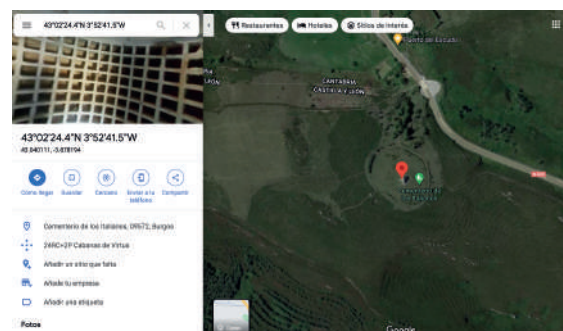 43°02'24.4"N 3°52'41.5"W
Restaurantes
Hoteles
Sitios de interés
CANTABRIA
CASTILLA Y LEÓN
43°02'24.4"N 3°52'41.5"W
43.040111, -3.878194
Cómo llegar
Guardar
Cercano
Enviar a tu teléfono
Compartir
Cementerio de los Italianos, 09572, Burgos
24RC+2P Cabañas de Virtus
Añadir un sitio que falta
Añade tu empresa
Añadir una etiqueta
Fotos
Google